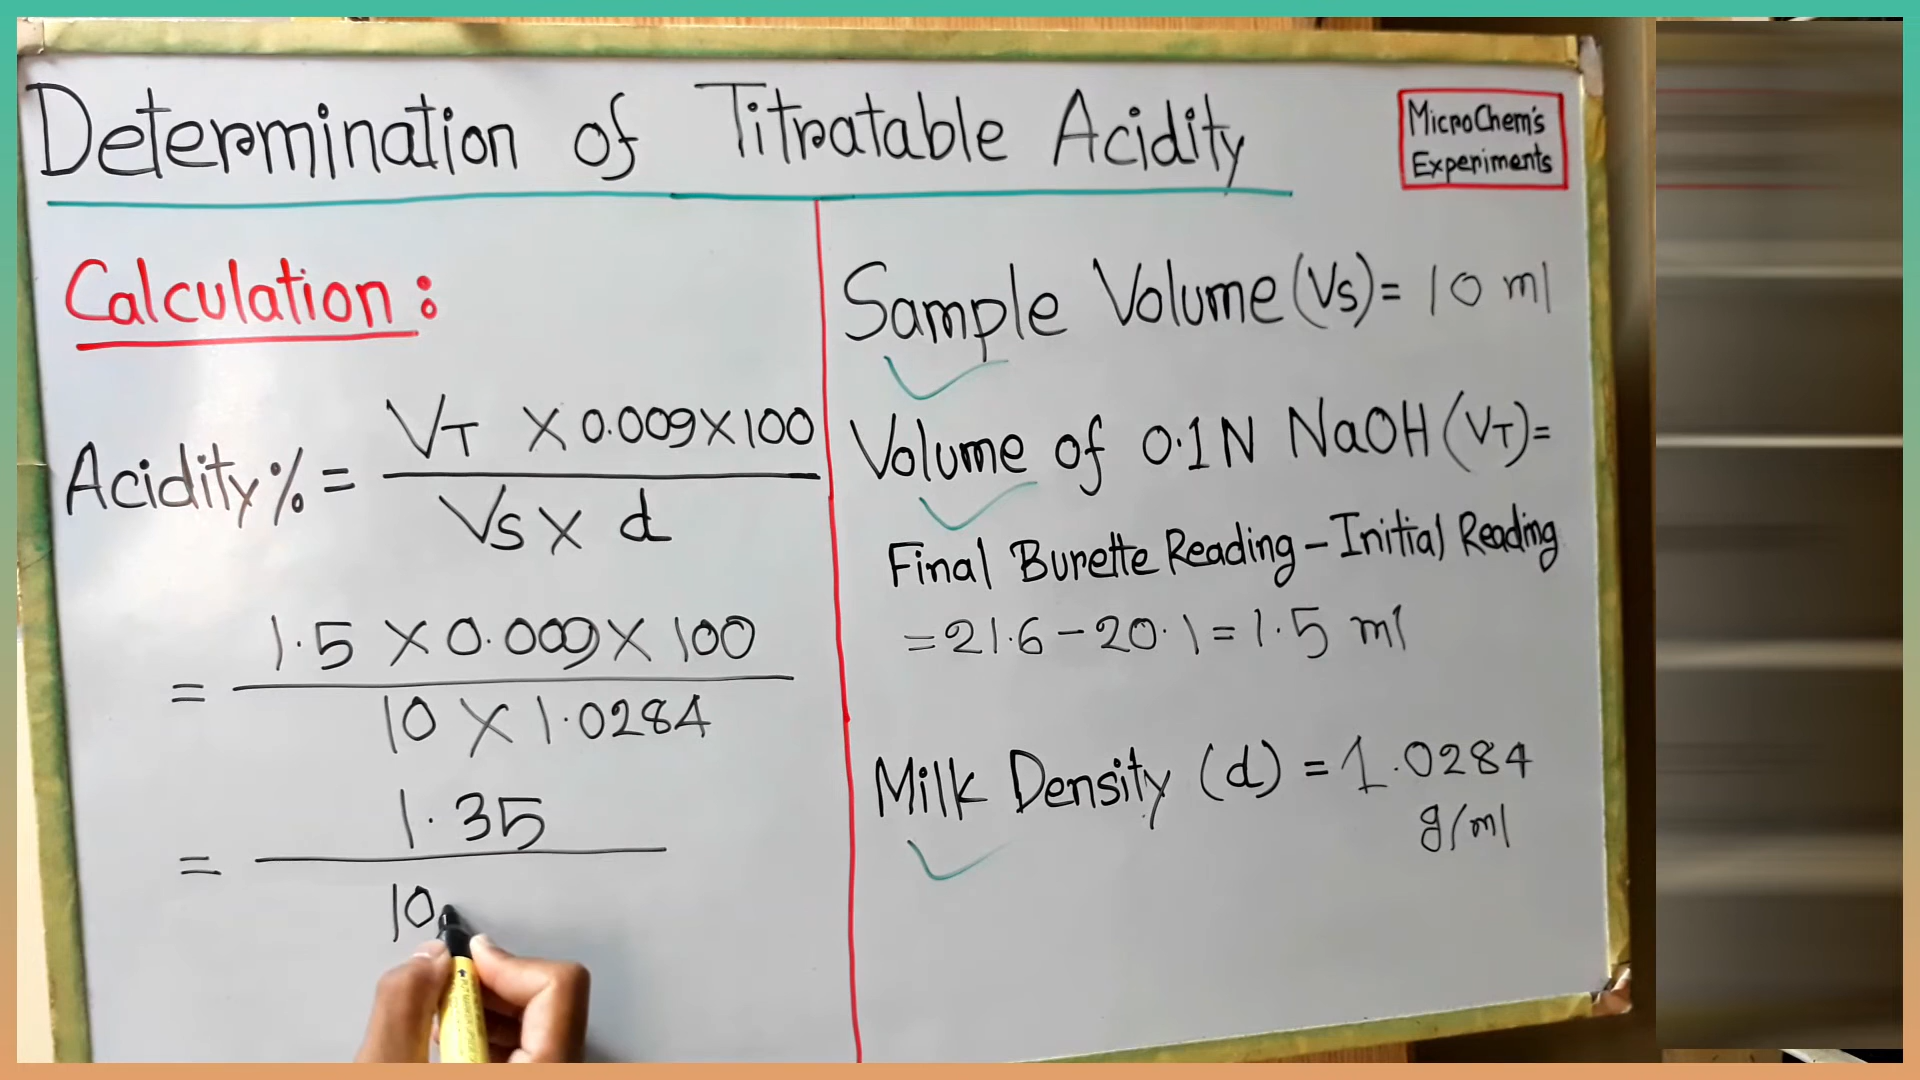 Determination of Titratable Acidity
MicroChem's
Experiments
Calculation:
Acidity% = VT × 0.009 × 100
Vs × d
= 1.5 × 0.009 × 100
10 × 1.0284
= 1.35
10.
Sample Volume (Vs) = 10 ml
Volume of 0.1N NaOH (VT) =
Final Burette Reading - Initial Reading
= 21.6 - 20.1 = 1.5 ml
Milk Density (d) = 1.0284
g/ml